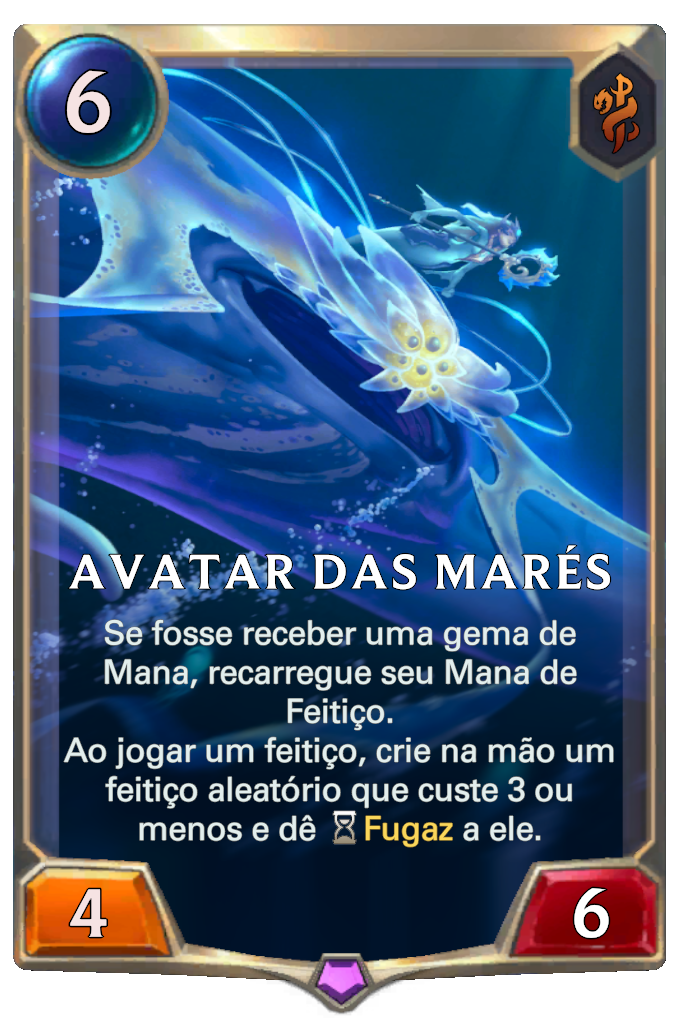 6
AVATAR DAS MARÉS
Se fosse receber uma gema de
Mana, recarregue seu Mana de
Feitiço.
Ao jogar um feitiço, crie na mão um
feitiço aleatório que custe 3 ou
menos e dê Fugaz a ele.
4
6